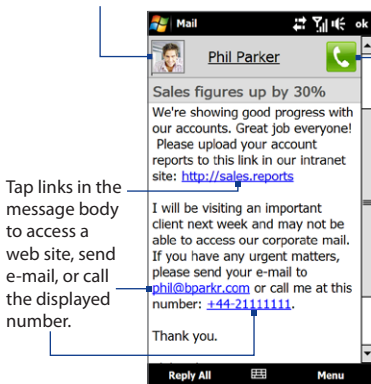 Mail
ok
Phil Parker
Sales figures up by 30%
We're showing good progress with
our accounts. Great job everyone!
Please upload your account
reports to this link in our intranet
site: http://sales.reports
I will be visiting an important
client next week and may not be
able to access our corporate mail.
If you have any urgent matters,
please send your e-mail to
phil@bparkr.com or call me at this
number: +44-21111111.
Thank you.
Reply All
Menu
Tap links in the
message body
to access a
web site, send
e-mail, or call
the displayed
number.